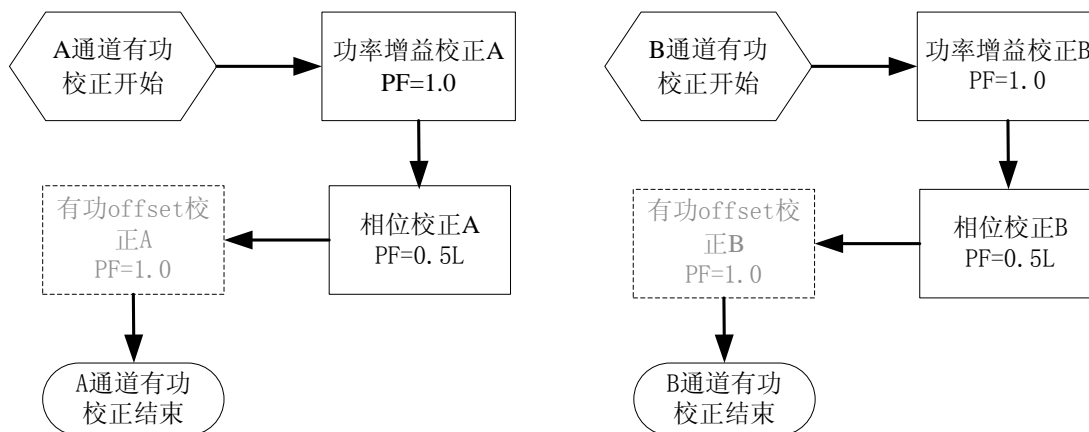 A通道有功
校正开始
功率增益校正A
PF=1.0
相位校正A
PF=0.5L
有功offset校
正A
PF=1.0
A通道有功
校正结束
B通道有功
校正开始
功率增益校正B
PF=1.0
相位校正B
PF=0.5L
有功offset校
正B
PF=1.0
B通道有功
校正结束